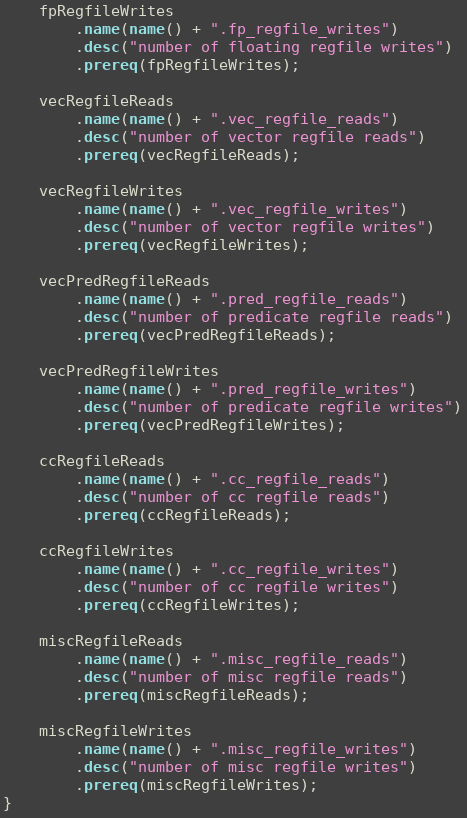 fpRegfileWrites
.name(name() + ".fp_regfile_writes")
.desc("number of floating regfile writes")
.prereq(fpRegfileWrites);
vecRegfileReads
.name(name() + ".vec_regfile_reads")
.desc("number of vector regfile reads")
.prereq(vecRegfileReads);
vecRegfileWrites
.name(name() + ".vec_regfile_writes")
.desc("number of vector regfile writes")
.prereq(vecRegfileWrites);
vecPredRegfileReads
.name(name() + ".pred_regfile_reads")
.desc("number of predicate regfile reads")
.prereq(vecPredRegfileReads);
vecPredRegfileWrites
.name(name() + ".pred_regfile_writes")
.desc("number of predicate regfile writes")
.prereq(vecPredRegfileWrites);
ccRegfileReads
.name(name() + ".cc_regfile_reads")
.desc("number of cc regfile reads")
.prereq(ccRegfileReads);
ccRegfileWrites
.name(name() + ".cc_regfile_writes")
.desc("number of cc regfile writes")
.prereq(ccRegfileWrites);
miscRegfileReads
.name(name() + ".misc_regfile_reads")
.desc("number of misc regfile reads")
.prereq(miscRegfileReads);
miscRegfileWrites
.name(name() + ".misc_regfile_writes")
.desc("number of misc regfile writes")
.prereq(miscRegfileWrites);
}